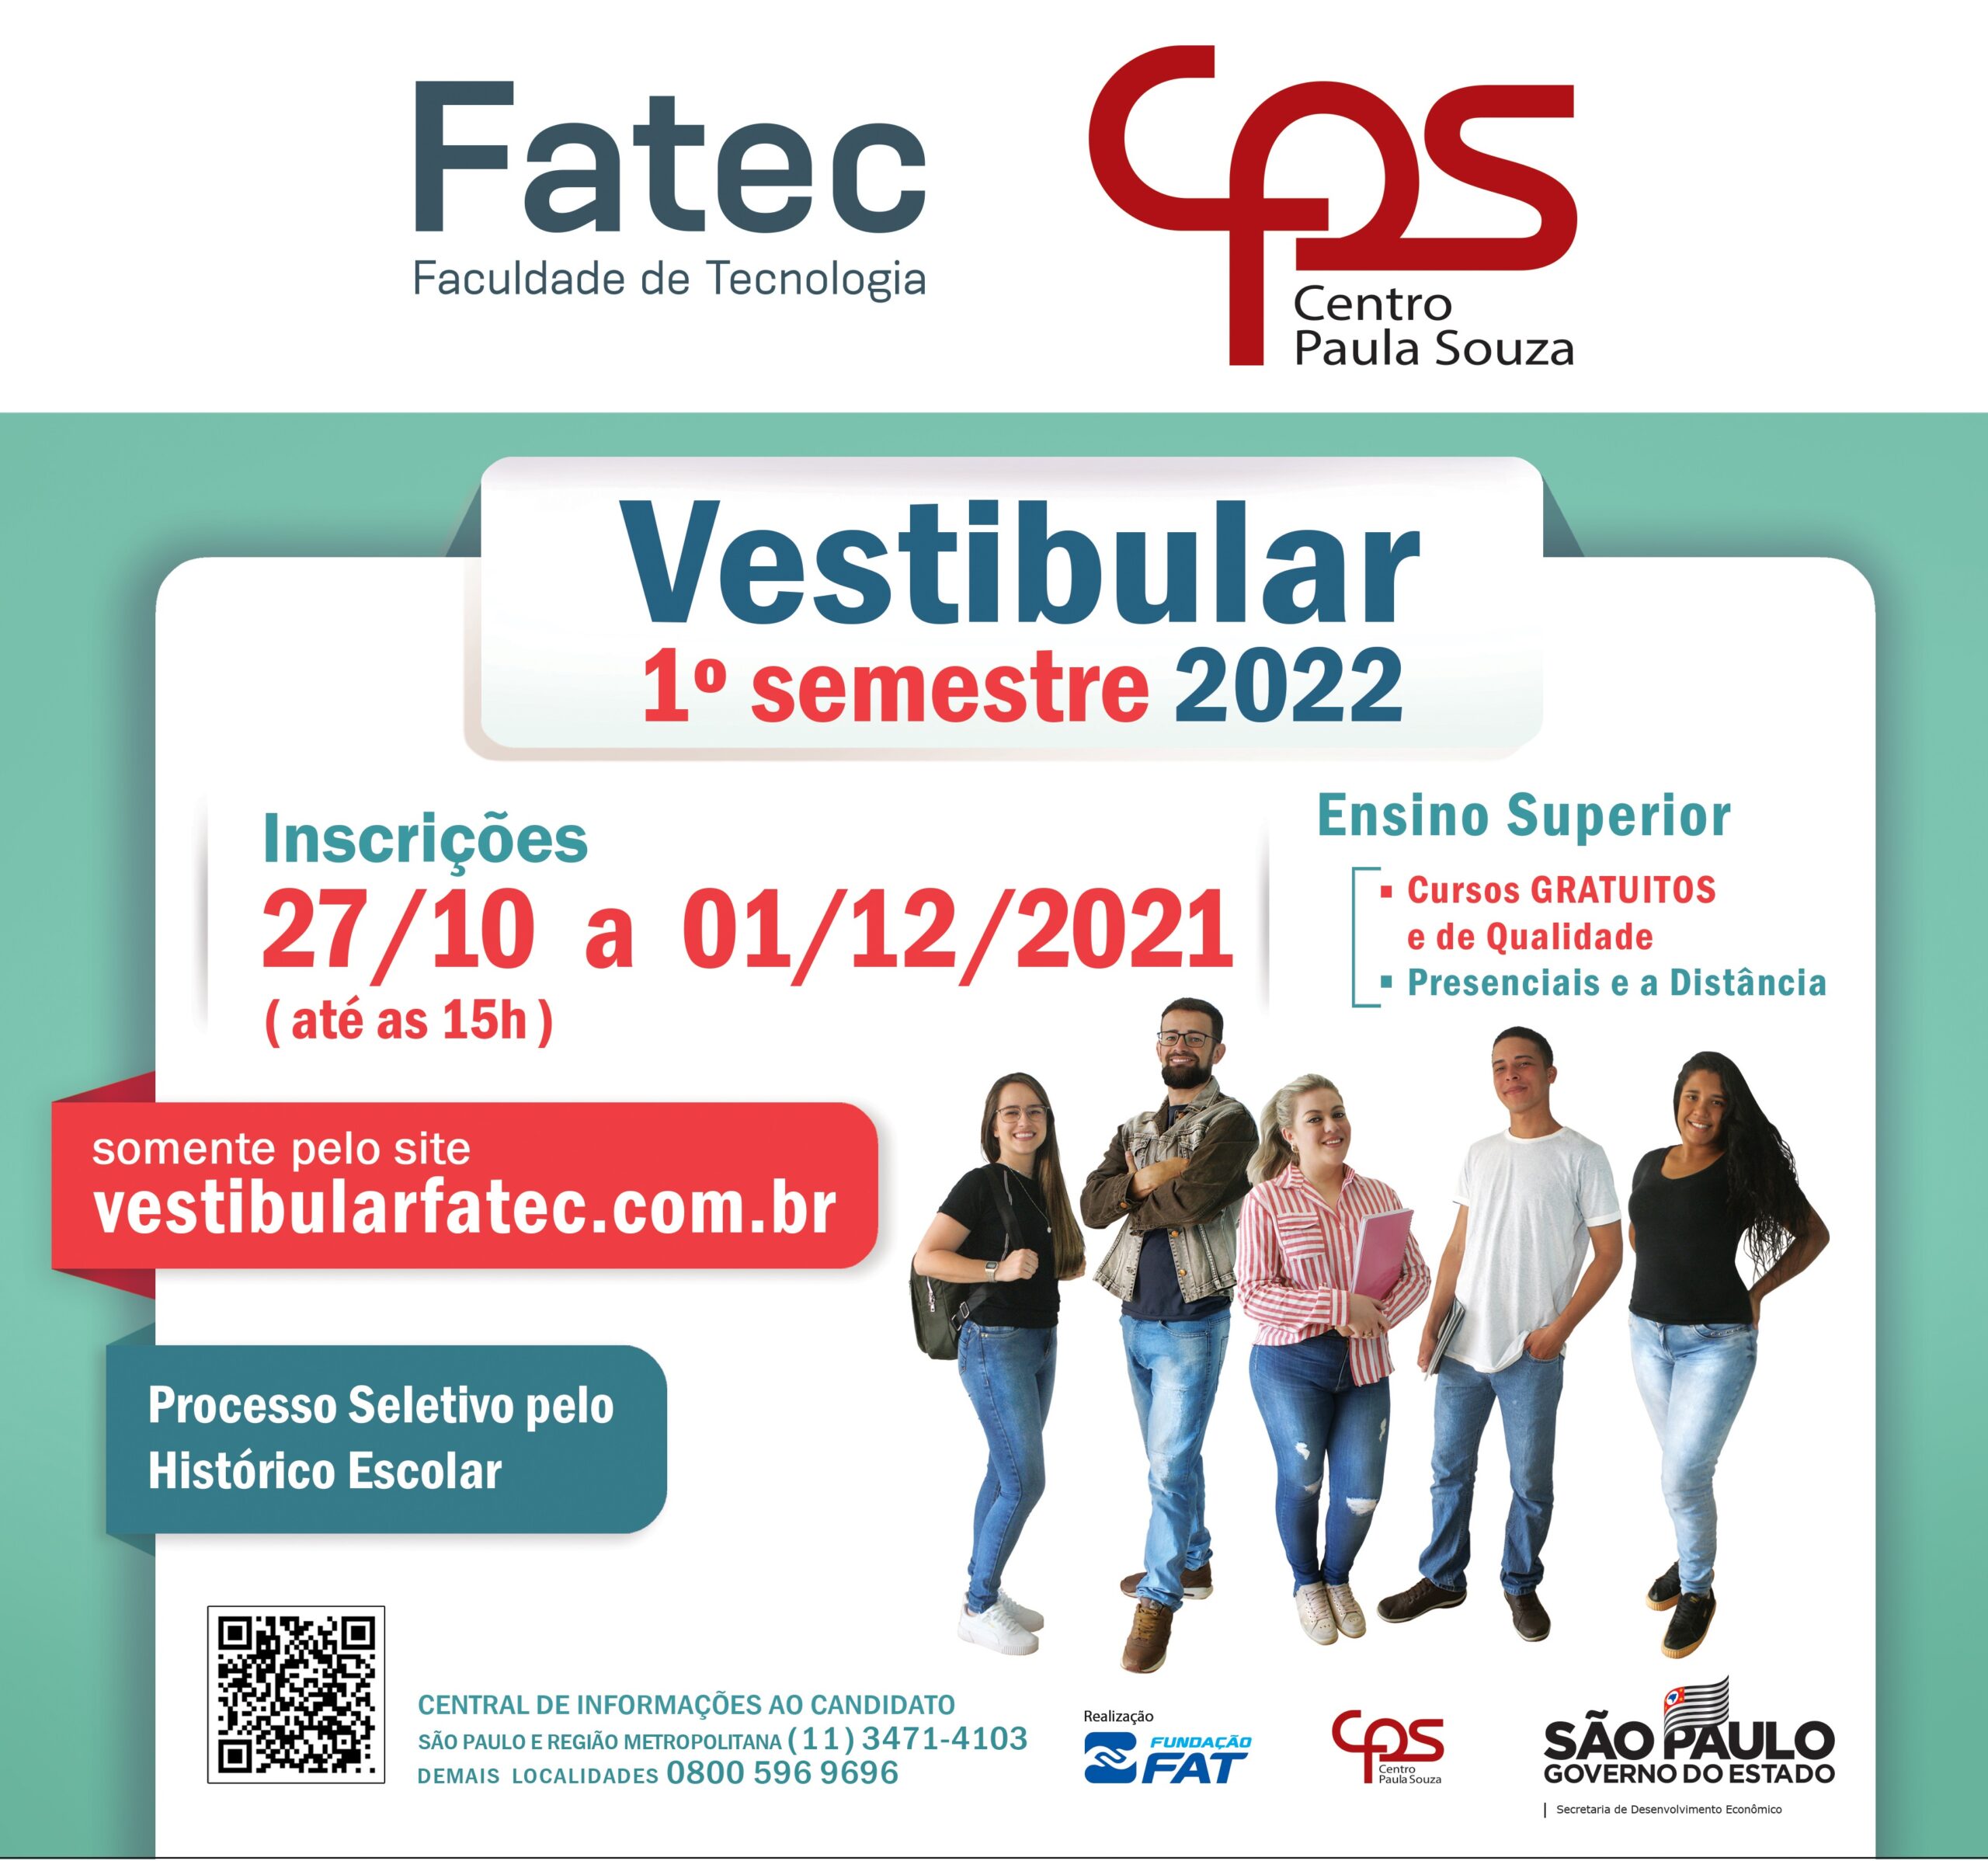 Fatec
Faculdade de Tecnologia
cps
Centro
Paula Souza
Vestibular
1º semestre 2022
Inscrições
27/10 a 01/12/2021
( até as 15h )
Ensino Superior
▪ Cursos GRATUITOS
e de Qualidade
▪ Presenciais e a Distância
somente pelo site
vestibularfatec.com.br
Processo Seletivo pelo
Histórico Escolar
CENTRAL DE INFORMAÇÕES AO CANDIDATO
SÃO PAULO E REGIÃO METROPOLITANA (11) 3471-4103
DEMAIS LOCALIDADES 0800 596 9696
Realização
FUNDAÇÃO
FAT
cps
Centro
Paula Souza
SÃO PAULO
GOVERNO DO ESTADO
Secretaria de Desenvolvimento Econômico